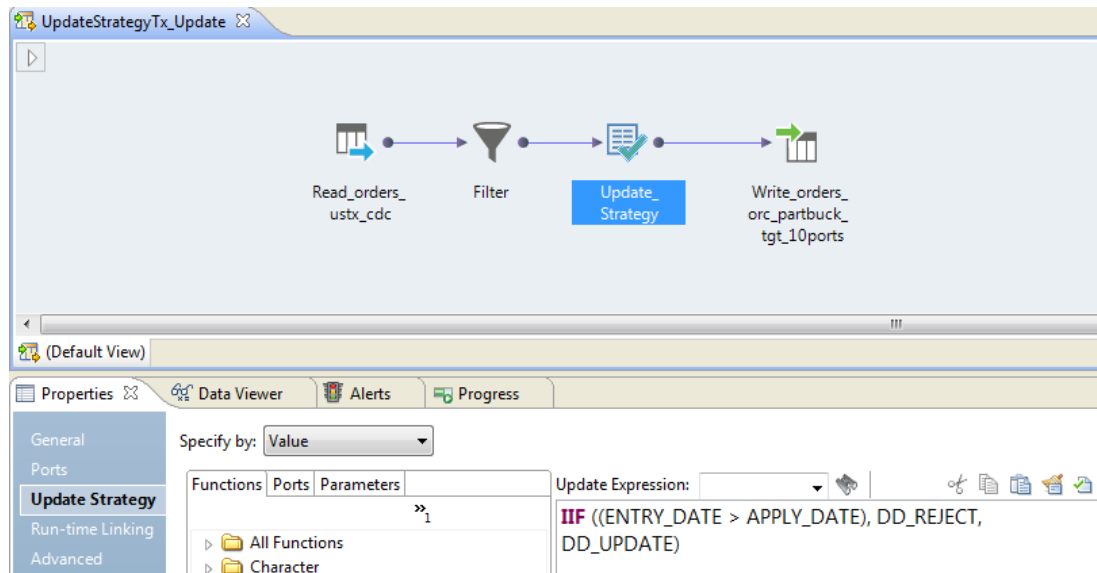 UpdateStrategyTx_Update
Read_orders_
ustx_cdc
Filter
Update_
Strategy
Write_orders_
orc_partbuck_
tgt_10ports
(Default View)
Properties
Data Viewer
Alerts
Progress
General
Ports
Update Strategy
Run-time Linking
Advanced
Specify by: Value
Functions Ports Parameters
»1
All Functions
Character
Update Expression:
IIF ((ENTRY_DATE > APPLY_DATE), DD_REJECT,
DD_UPDATE)